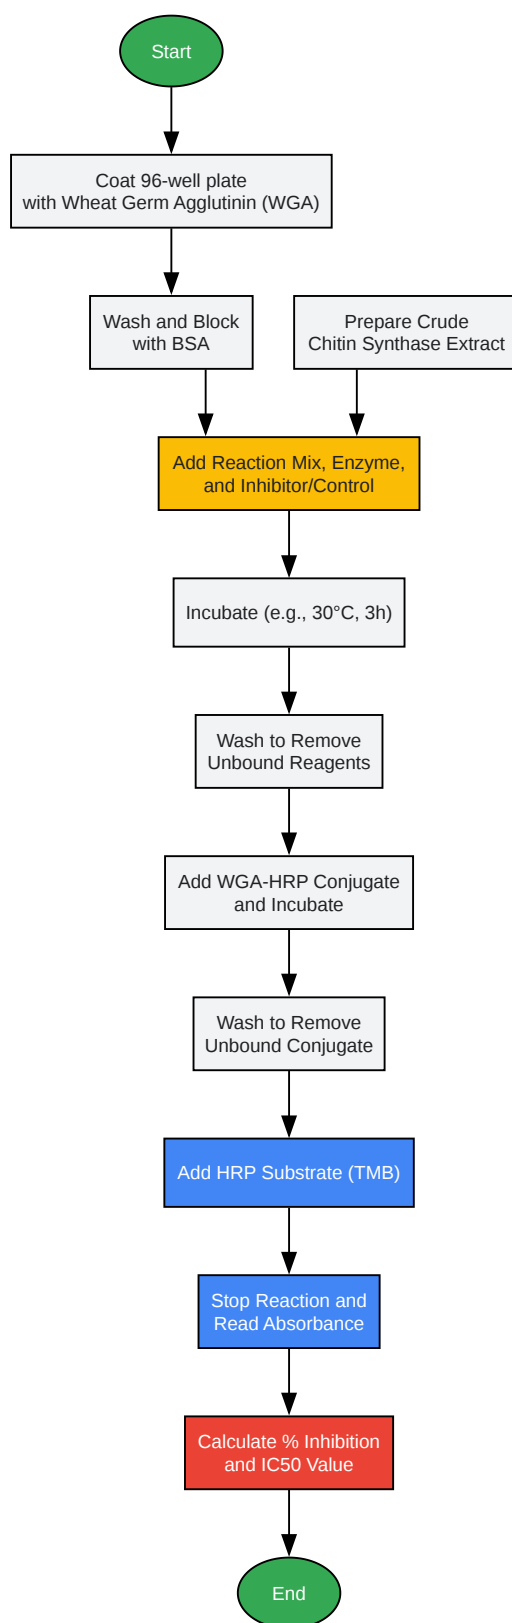 Start
Coat 96-well plate
with Wheat Germ Agglutinin (WGA)
Wash and Block
with BSA
Prepare Crude
Chitin Synthase Extract
Add Reaction Mix, Enzyme,
and Inhibitor/Control
Incubate (e.g., 30°C, 3h)
Wash to Remove
Unbound Reagents
Add WGA-HRP Conjugate
and Incubate
Wash to Remove
Unbound Conjugate
Add HRP Substrate (TMB)
Stop Reaction and
Read Absorbance
Calculate % Inhibition
and IC50 Value
End